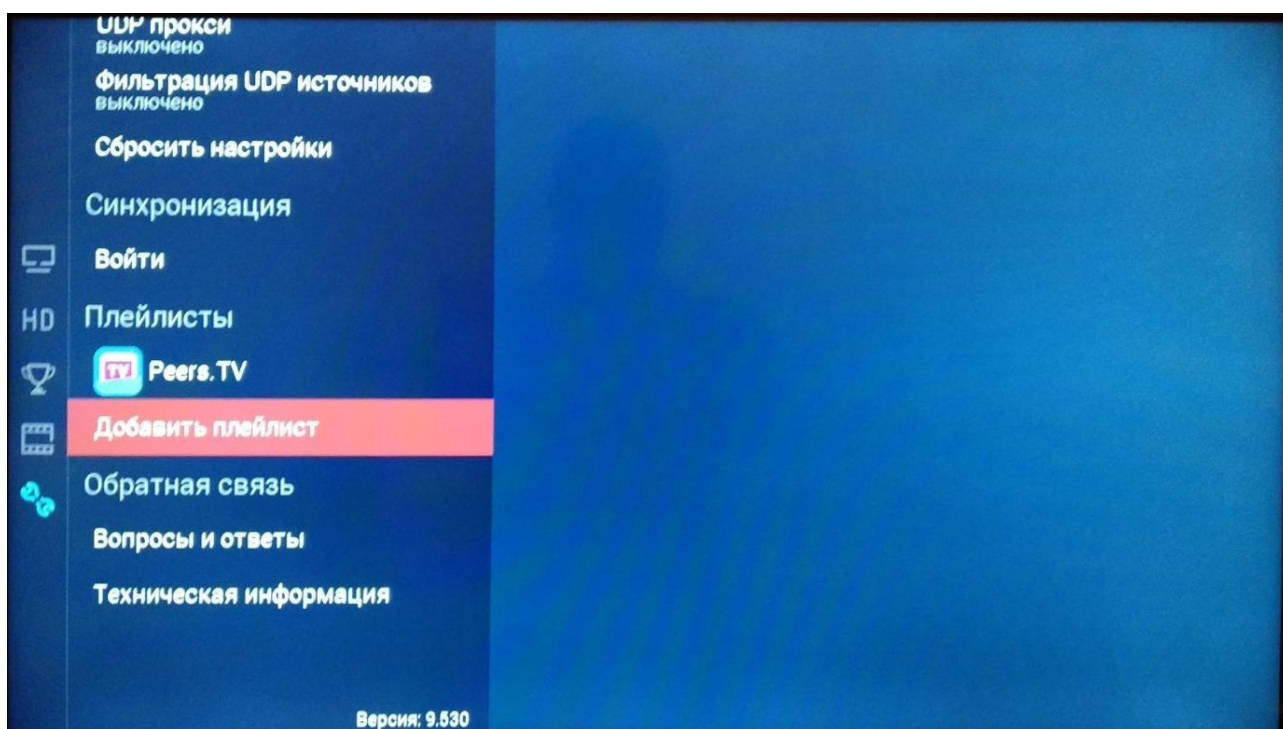 UDP прокси
выключено
Фильтрация UDP источников
выключено
Сбросить настройки
Синхронизация
Войти
HD
Плейлисты
TV
Peers.TV
Добавить плейлист
Обратная связь
Вопросы и ответы
Техническая информация
Версия: 9.530